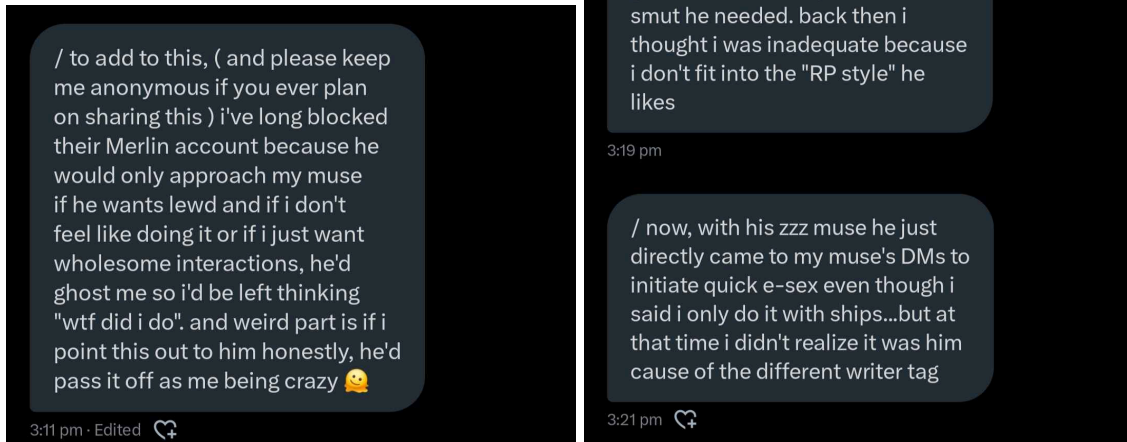 / to add to this, ( and please keep
me anonymous if you ever plan
on sharing this ) i've long blocked
their Merlin account because he
would only approach my muse
if he wants lewd and if i don't
feel like doing it or if i just want
wholesome interactions, he'd
ghost me so i'd be left thinking
"wtf did i do". and weird part is if i
point this out to him honestly, he'd
pass it off as me being crazy 🫠
3:11 pm · Edited
smut he needed. back then i
thought i was inadequate because
i don't fit into the "RP style" he
likes
3:19 pm
/ now, with his zzz muse he just
directly came to my muse's DMs to
initiate quick e-sex even though i
said i only do it with ships...but at
that time i didn't realize it was him
cause of the different writer tag
3:21 pm